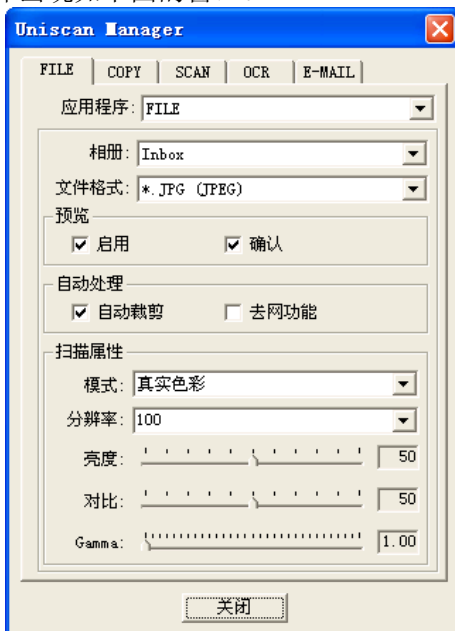 Uniscan Manager
FILE COPY SCAN OCR E-MAIL
应用程序: FILE
相册: Inbox
文件格式: *.JPG (JPEG)
预览
启用 确认
自动处理
自动裁剪 去网功能
扫描属性
模式: 真实色彩
分辨率: 100
亮度: 50
对比: 50
Gamma: 1.00
关闭